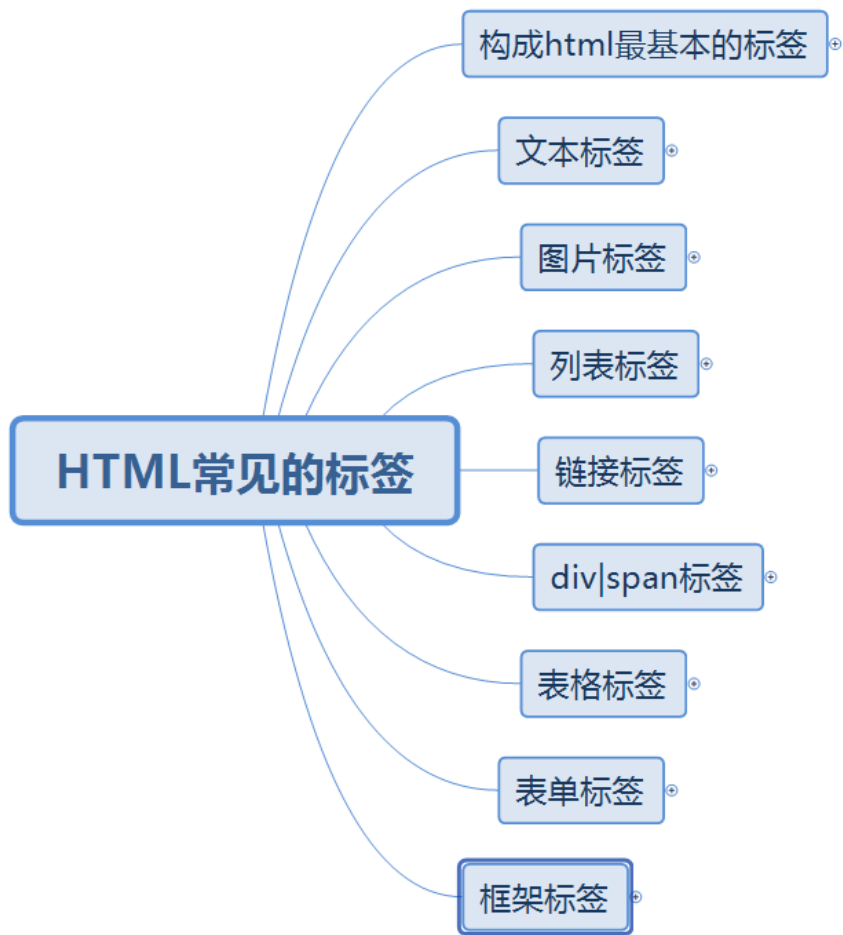 构成html最基本的标签
文本标签
图片标签
列表标签
HTML常见的标签
链接标签
div|span标签
表格标签
表单标签
框架标签